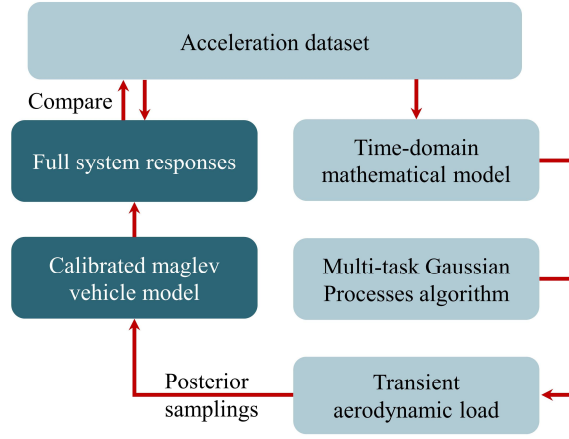 Acceleration dataset
Compare
Full system responses
Time-domain
mathematical model
Calibrated maglev
vehicle model
Multi-task Gaussian
Processes algorithm
Posterior
samplings
Transient
aerodynamic load